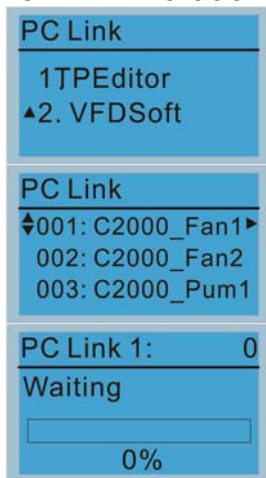 PC Link
1)TPEditor
▲2. VFDSoft
PC Link
001: C2000_Fan1►
002: C2000_Fan2
003: C2000_Pum1
PC Link 1: 0
Waiting
0%